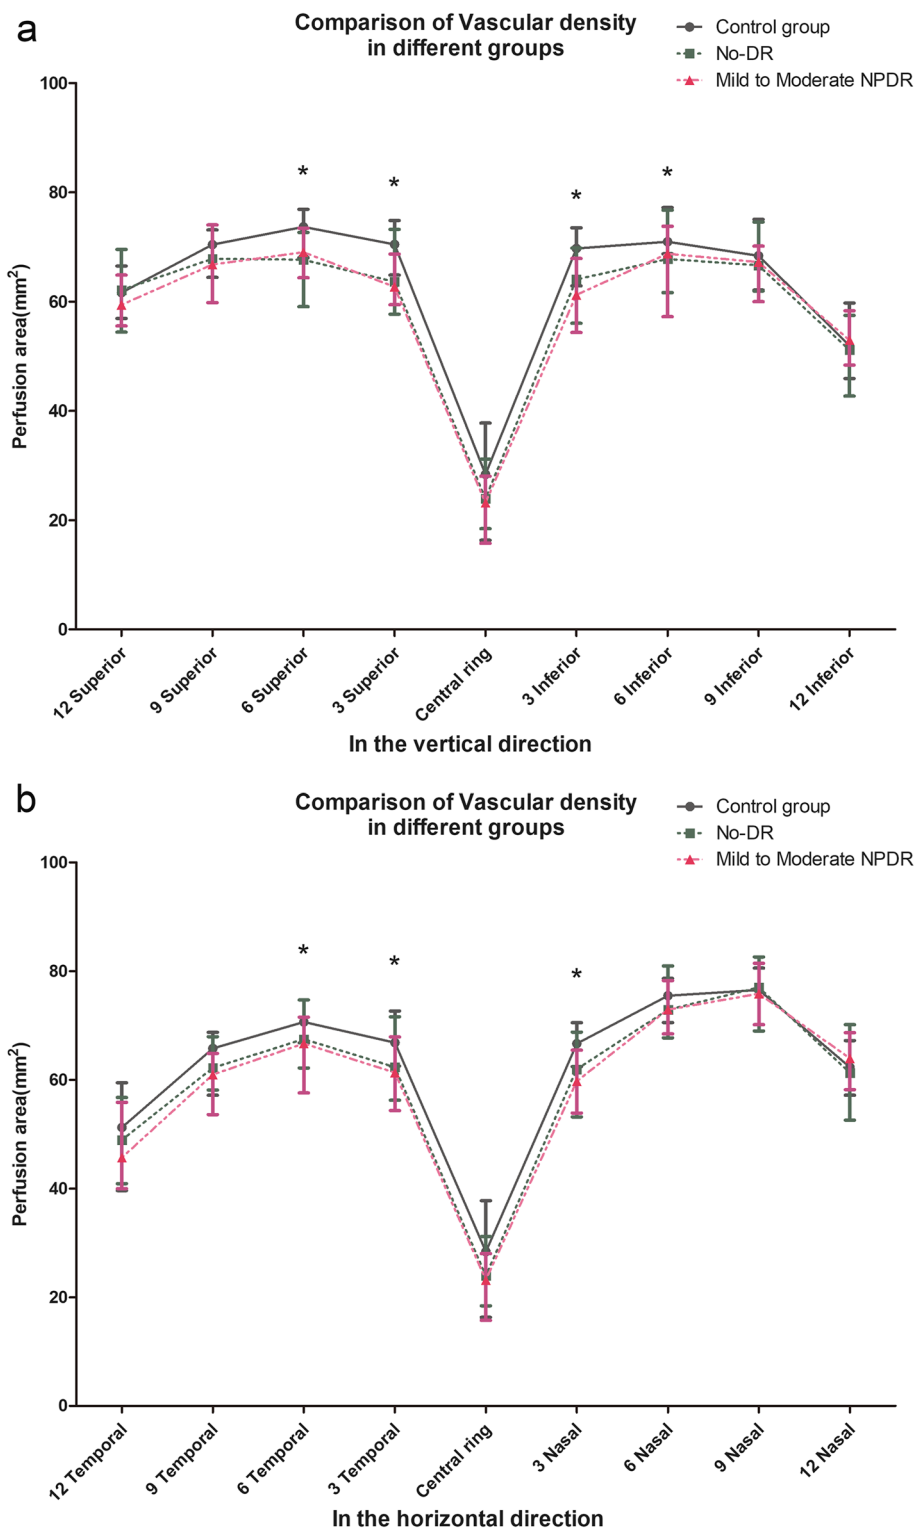 a
Comparison of Vascular density
in different groups
Control group
No-DR
Mild to Moderate NPDR
100
80
60
40
20
0
Perfusion area(mm²)
*
*
*
*
12 Superior
9 Superior
6 Superior
3 Superior
Central ring
3 Inferior
6 Inferior
9 Inferior
12 Inferior
In the vertical direction
b
Comparison of Vascular density
in different groups
Control group
No-DR
Mild to Moderate NPDR
100
80
60
40
20
0
Perfusion area(mm²)
*
*
*
12 Temporal
9 Temporal
6 Temporal
3 Temporal
Central ring
3 Nasal
6 Nasal
9 Nasal
12 Nasal
In the horizontal direction